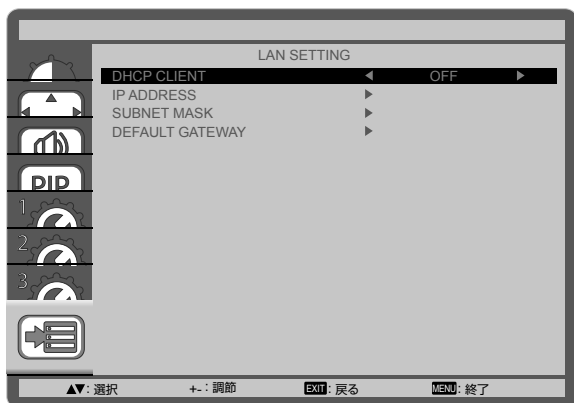 LAN SETTING
DHCP CLIENT ◀ OFF ▶
IP ADDRESS ▶
SUBNET MASK ▶
DEFAULT GATEWAY ▶
PIP
1
2
3
▲▼: 選択 +-: 調節 EXIT: 戻る MENU: 終了